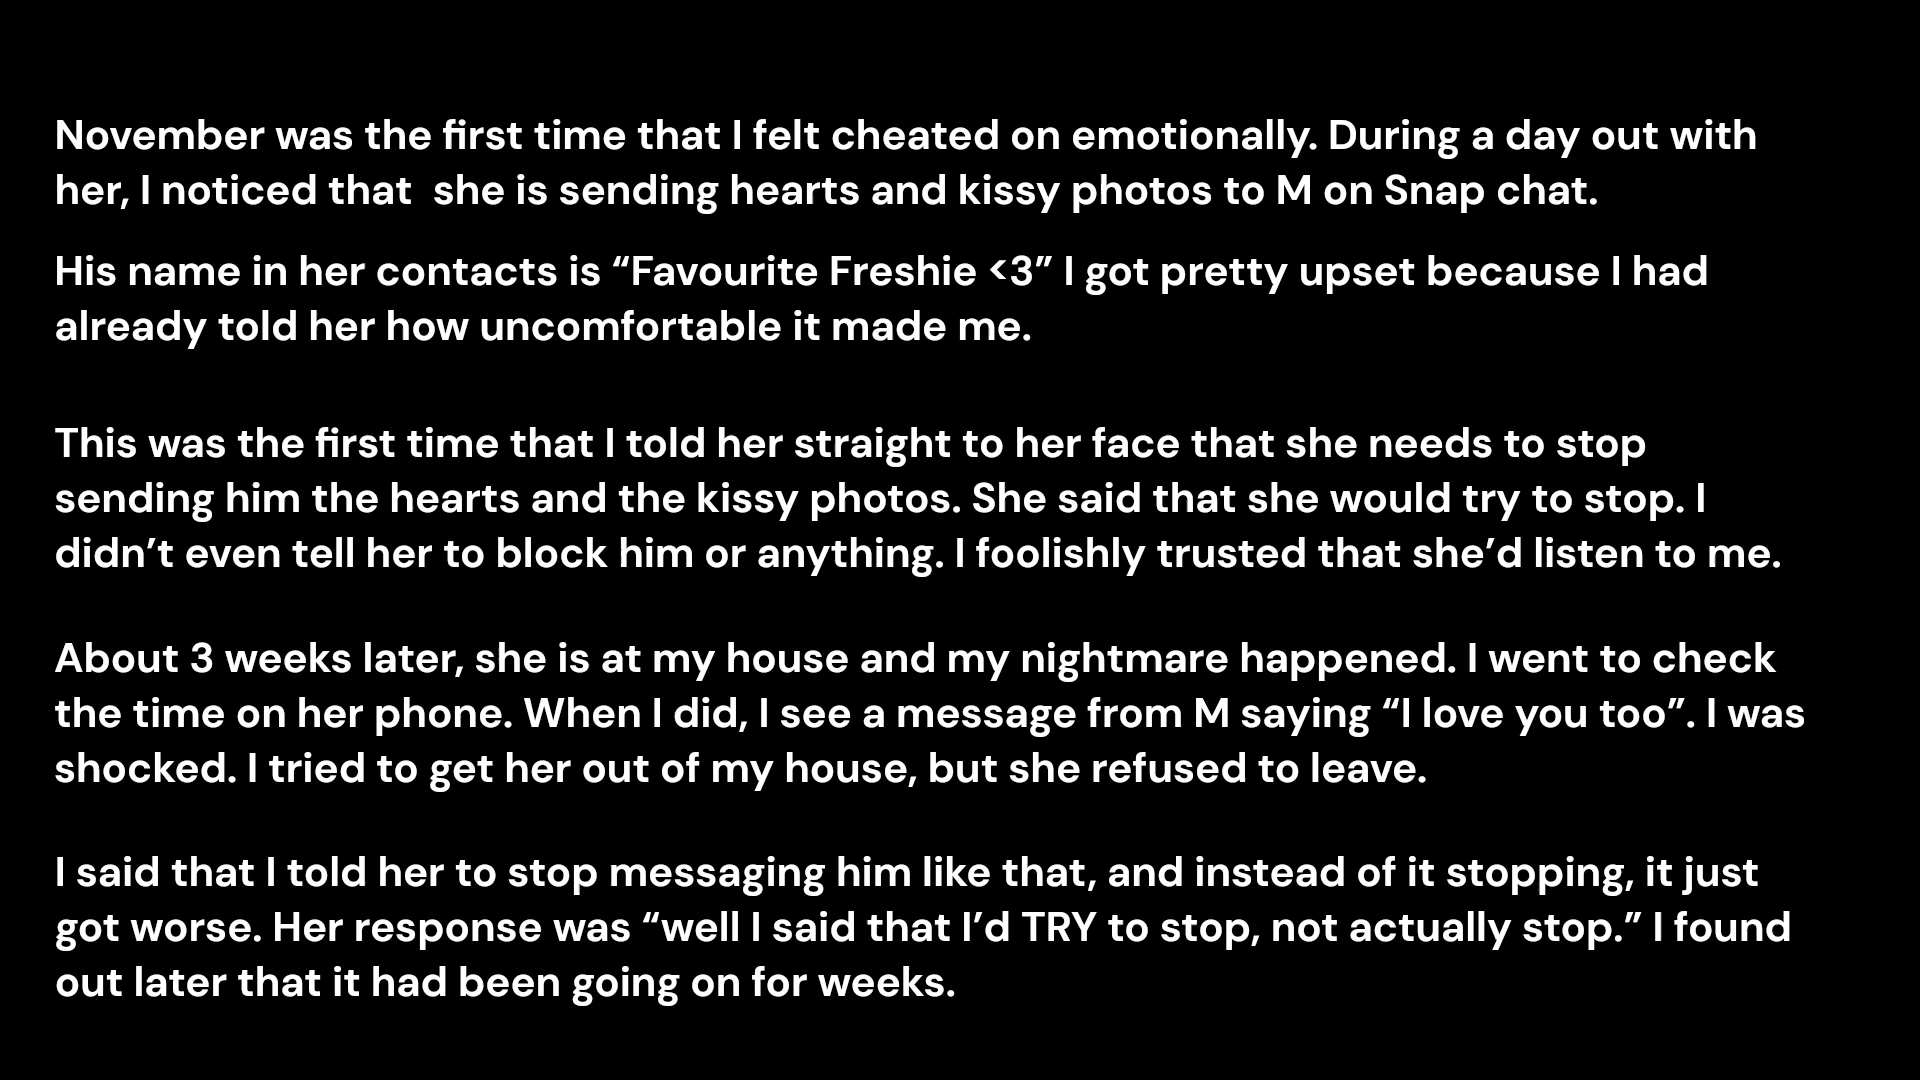 November was the first time that I felt cheated on emotionally. During a day out with
her, I noticed that  she is sending hearts and kissy photos to M on Snap chat.
His name in her contacts is “Favourite Freshie <3” I got pretty upset because I had
already told her how uncomfortable it made me.
This was the first time that I told her straight to her face that she needs to stop
sending him the hearts and the kissy photos. She said that she would try to stop. I
didn’t even tell her to block him or anything. I foolishly trusted that she’d listen to me.
About 3 weeks later, she is at my house and my nightmare happened. I went to check
the time on her phone. When I did, I see a message from M saying “I love you too”. I was
shocked. I tried to get her out of my house, but she refused to leave.
I said that I told her to stop messaging him like that, and instead of it stopping, it just
got worse. Her response was “well I said that I’d TRY to stop, not actually stop.” I found
out later that it had been going on for weeks.